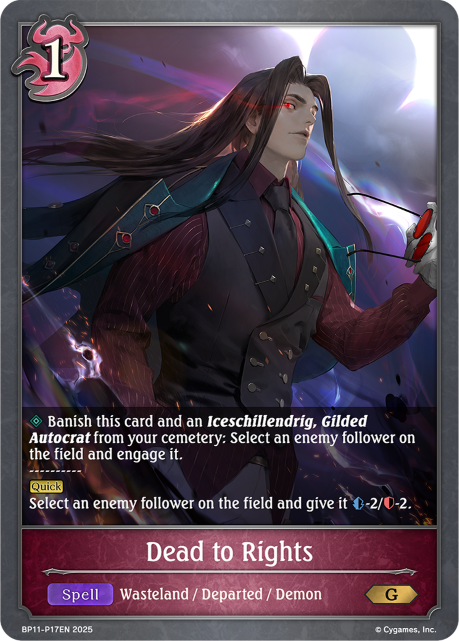 1
Banish this card and an Iceschillendrig, Gilded
Autocrat from your cemetery: Select an enemy follower on
the field and engage it.
----------
Quick
Select an enemy follower on the field and give it -2/-2.
Dead to Rights
Spell Wasteland / Departed / Demon G
BP11-P17EN 2025 © Cygames, Inc.